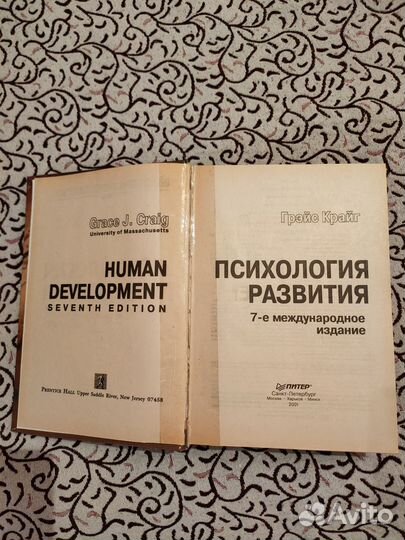 Grace J. Craig
University of Massachusetts
HUMAN
DEVELOPMENT
SEVENTH EDITION
PRENTICE HALL Upper Saddle River, New Jersey 07458
Грэйс Крайг
ПСИХОЛОГИЯ
РАЗВИТИЯ
7-е международное
издание
ПИТЕР
Санкт-Петербург
Москва • Харьков • Минск
2001
Avito